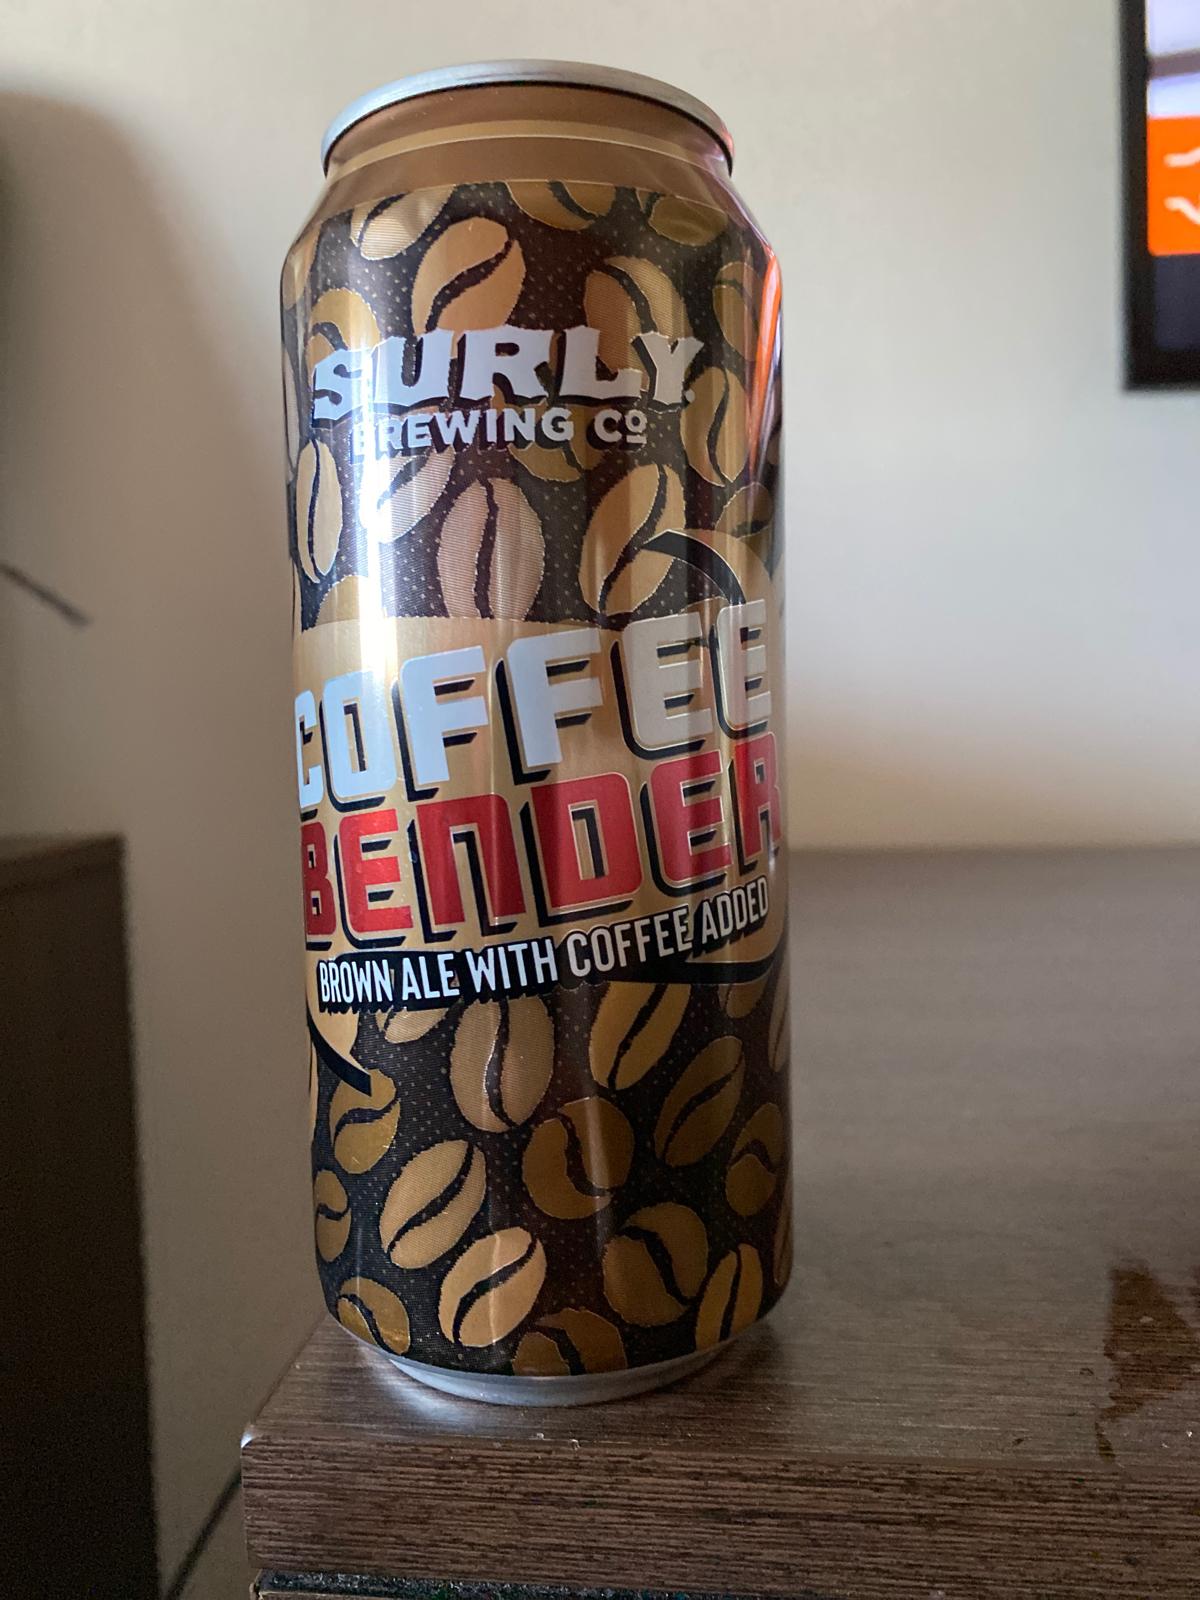 SURLY
BREWING CO
COFFEE
BENDER
BROWN ALE WITH COFFEE ADDED